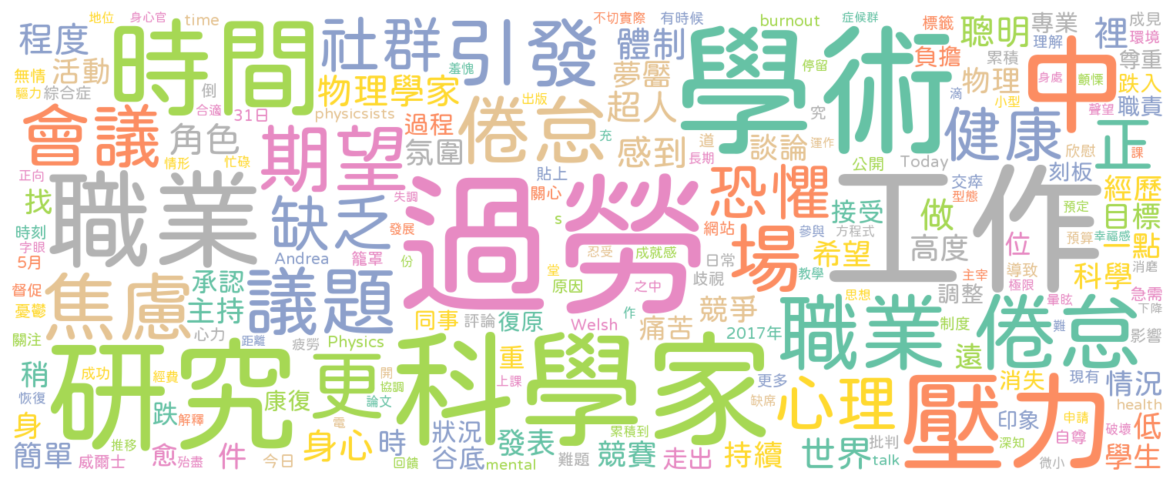 程度
地位
身心官
time
時間
社群
引發
不切實際
有時候
burnout
症候群
標籤
專業
成見
聰明
理解
裡
環境
無情
活動
驅力
綜合症
倒
合適
31日
物理學家
羞愧
physicists
出版
夢魘
體制
超人
學術
負擔
停留
物理
累積
小型
中
身處
顫慄
聲望
尊重
跌入
職責
會議
角色
情形
忙碌
期望
過程
氛圍
倦怠
充
感到
道
長期
談論
究
運作
公開
Today
健康
欣慰
刻板
正
課
正向
找
時刻
字眼
5月
職業
缺乏
失調
發展
Andrea
籠罩
份
過勞
貼上
關心
s
堂
原因
忍受
成就感
之中
恐懼
網站
場
日常
歧視
參與
教學
接受
希望
方程式
思想
工作
做
高度
調整
主宰
交瘁
型態
位
導致
極限
預定
預算
暈眩
經歷
目標
幸福感
一點
消磨
科學
急需
下降
督促
憂鬱
關注
焦慮
承認
主持
心力
距離
議題
疲勞
Physics
同事
評論
復原
Welsh
作
痛苦
競爭
2017年
職業倦怠
制度
遠
難
影響
稍
恢復
成功
研究
經費
更
開
協調
論文
重
上課
科學家
更多
心理
缺席
消失
現有
情況
health
身
跌
解釋
康復
壓力
印象
自尊
申請
破壞
低
簡單
推移
威爾士
愈
殆盡
件
今日
身心
回饋
電
時
狀況
谷底
mental
發表
難題
累積到
競賽
走出
持續
世界
批判
talk
深知
微小
學生